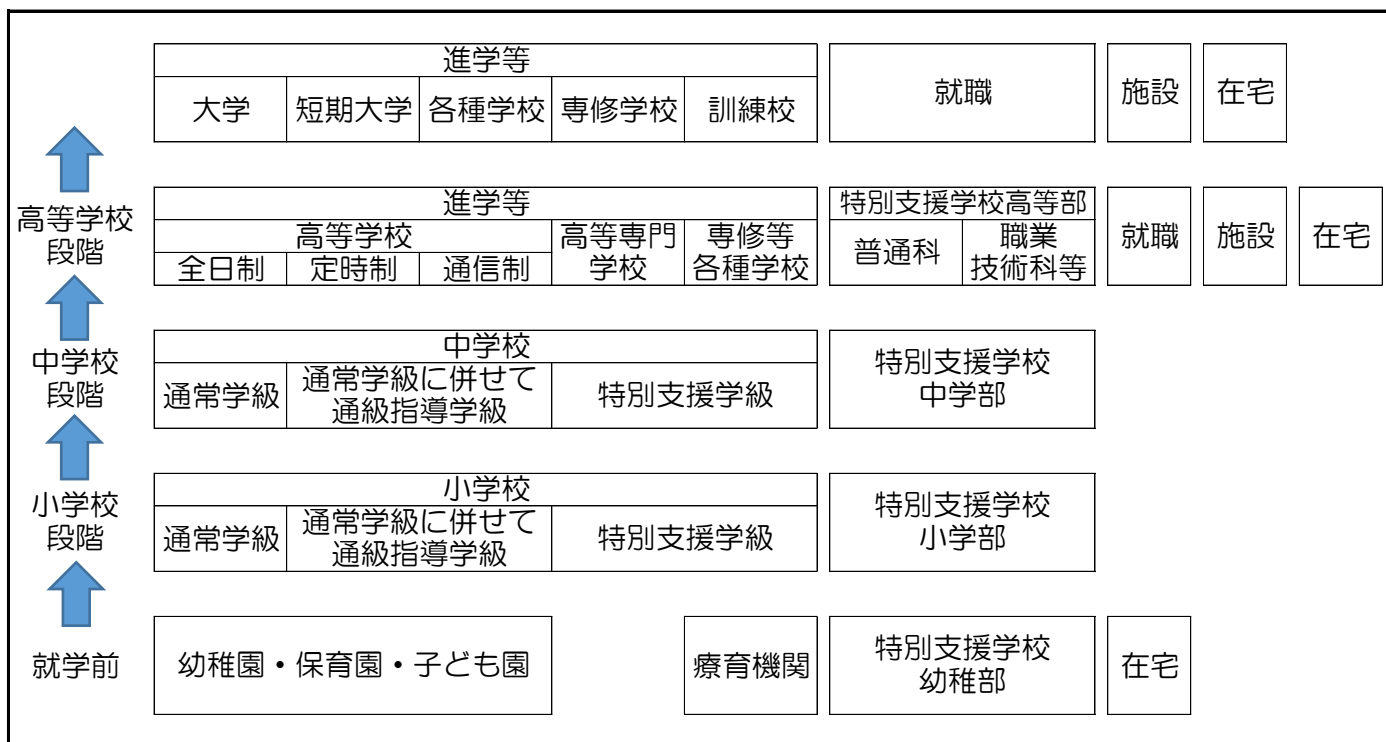 進学等
大学 短期大学 各種学校 専修学校 訓練校
就職
施設
在宅
高等学校
段階
進学等
高等学校
全日制 定時制 通信制
高等専門
学校
専修等
各種学校
特別支援学校高等部
普通科
職業
技術科等
就職
施設
在宅
中学校
段階
中学校
通常学級
通常学級に併せて
通級指導学級
特別支援学級
特別支援学校
中学部
小学校
段階
小学校
通常学級
通常学級に併せて
通級指導学級
特別支援学級
特別支援学校
小学部
就学前
幼稚園・保育園・子ども園
療育機関
特別支援学校
幼稚部
在宅